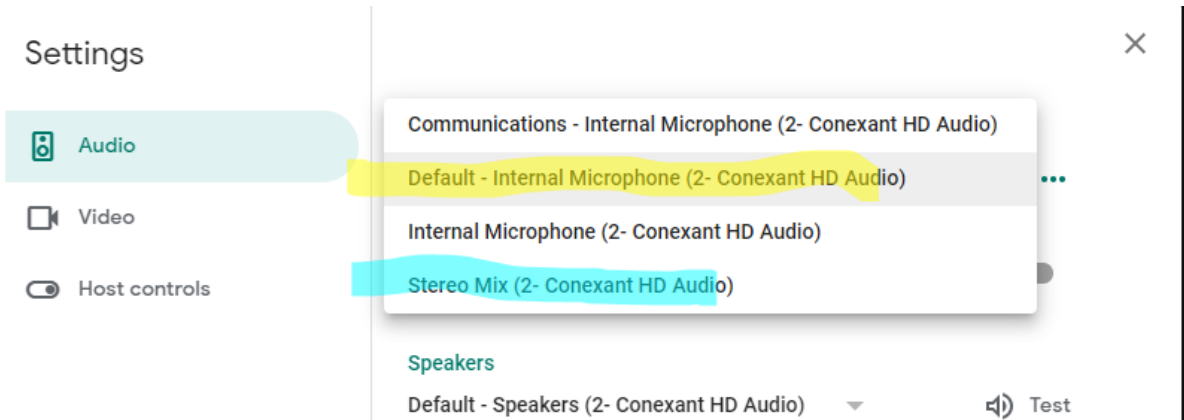 Settings
Audio
Video
Host controls
Communications - Internal Microphone (2- Conexant HD Audio)
Default - Internal Microphone (2- Conexant HD Audio)
Internal Microphone (2- Conexant HD Audio)
Stereo Mix (2- Conexant HD Audio)
Speakers
Default - Speakers (2- Conexant HD Audio)
Test